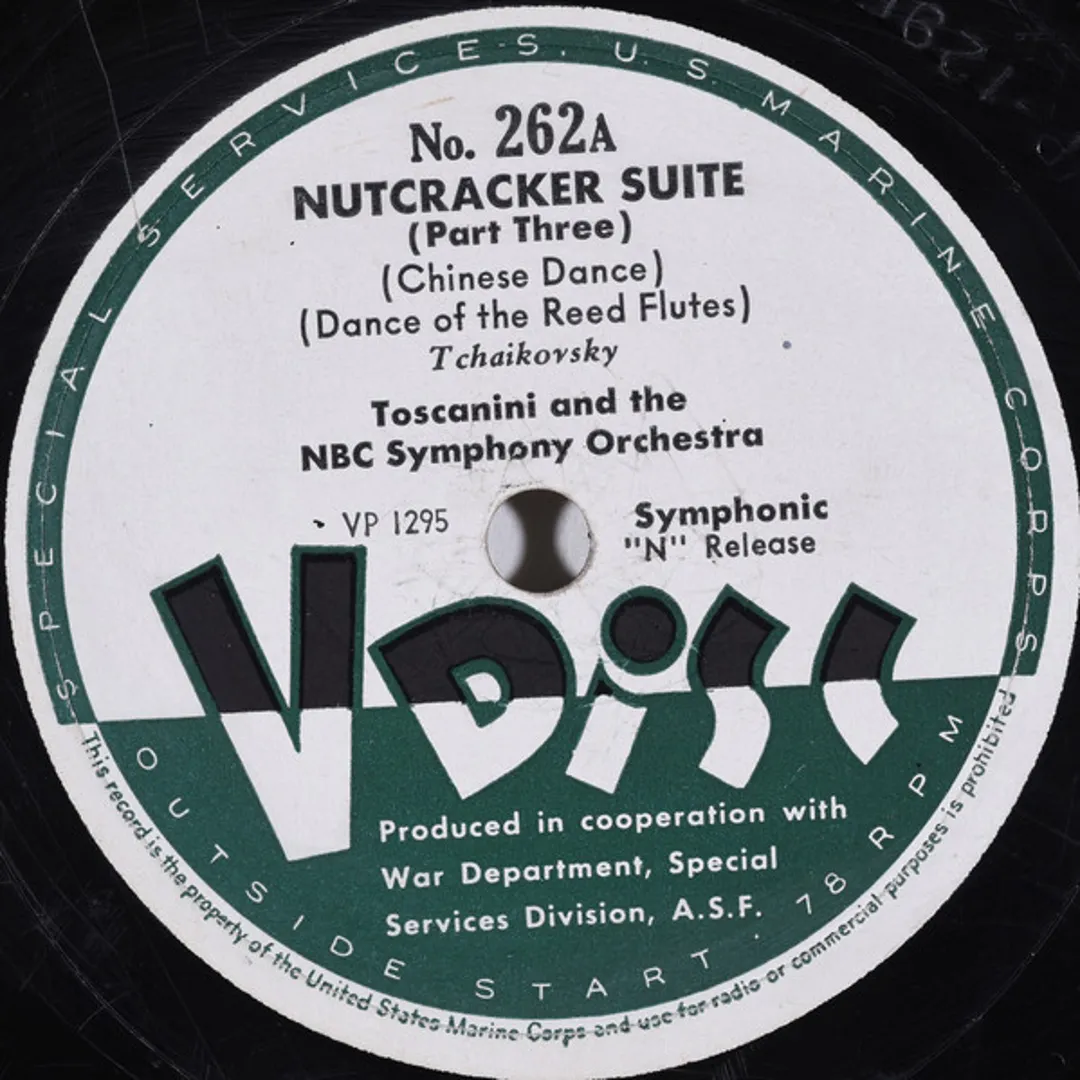 SPECIAL SERVICES, U. S. MARINE CORPS
No. 262A
NUTCRACKER SUITE
(Part Three)
(Chinese Dance)
(Dance of the Reed Flutes)
Tchaikovsky
Toscanini and the
NBC Symphony Orchestra
VP 1295
Symphonic
"N" Release
V Disc
Produced in cooperation with
War Department, Special
Services Division, A.S.F.
OUTSIDE START · 78 RPM
This record is the property of the United States Marine Corps and use for radio or commercial purposes is prohibited